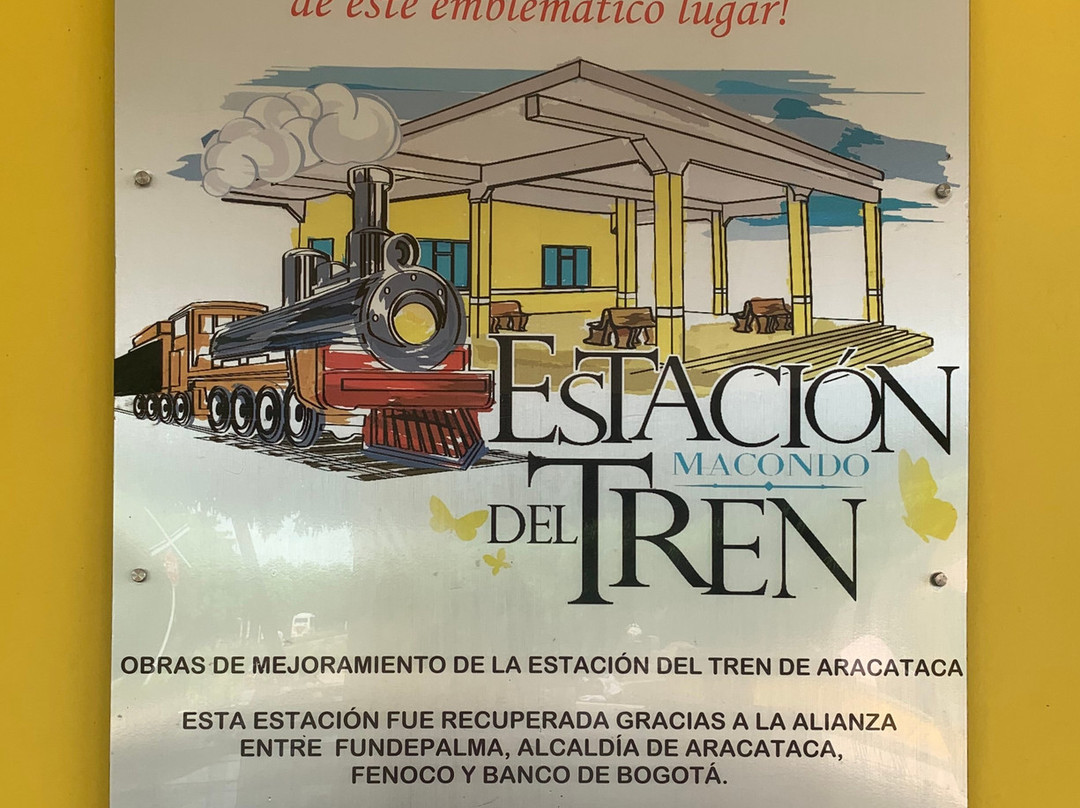 de este emblemático lugar!
ESTACIÓN
MACONDO
DEL TREN
OBRAS DE MEJORAMIENTO DE LA ESTACIÓN DEL TREN DE ARACATACA
ESTA ESTACIÓN FUE RECUPERADA GRACIAS A LA ALIANZA
ENTRE FUNDEPALMA, ALCALDÍA DE ARACATACA,
FENOCO Y BANCO DE BOGOTÁ.